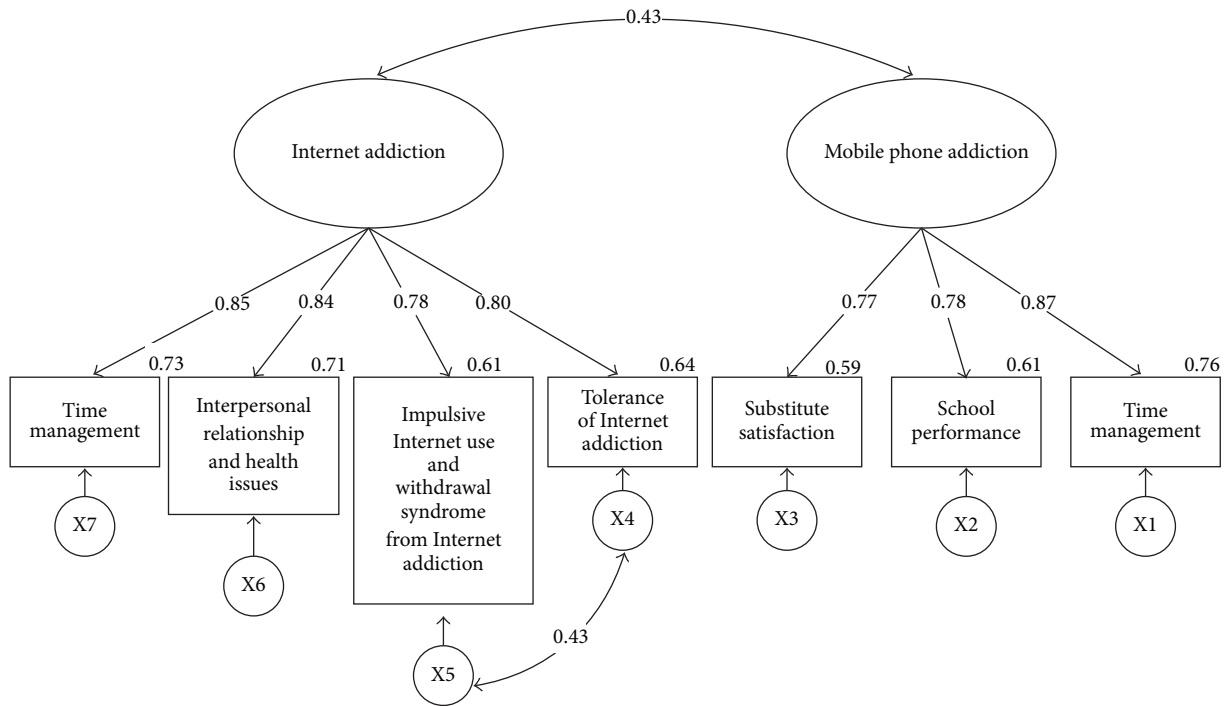 0.43
Internet addiction
Mobile phone addiction
0.85
0.84
0.78
0.80
0.77
0.78
0.87
0.73
0.71
0.61
0.64
0.59
0.61
0.76
Time
management
Interpersonal
relationship
and health
issues
Impulsive
Internet use
and
withdrawal
syndrome
from Internet
addiction
Tolerance
of Internet
addiction
Substitute
satisfaction
School
performance
Time
management
X7
X6
X5
X4
X3
X2
X1
0.43